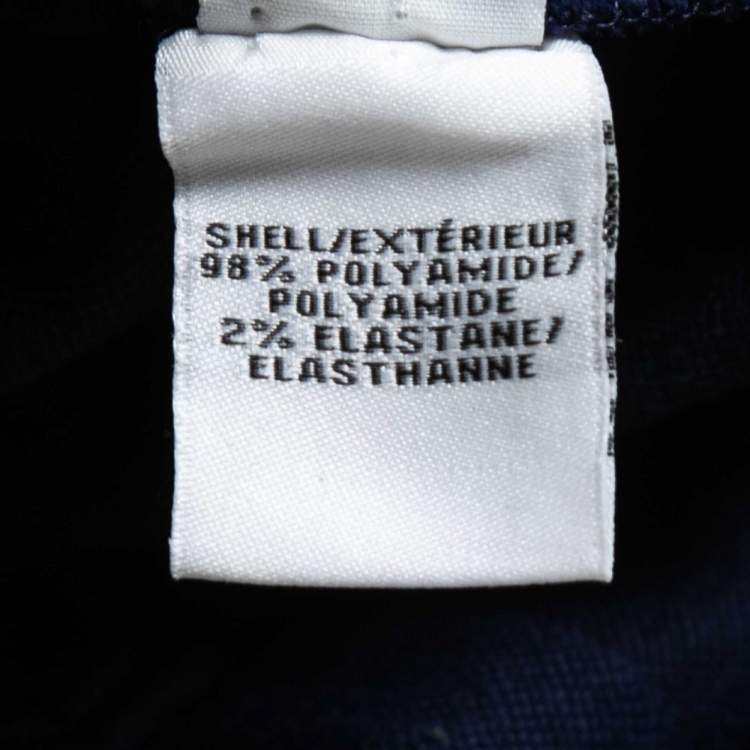 SHELL/EXTÉRIEUR
98% POLYAMIDE/
POLYAMIDE
2% ELASTANE/
ELASTHANNE